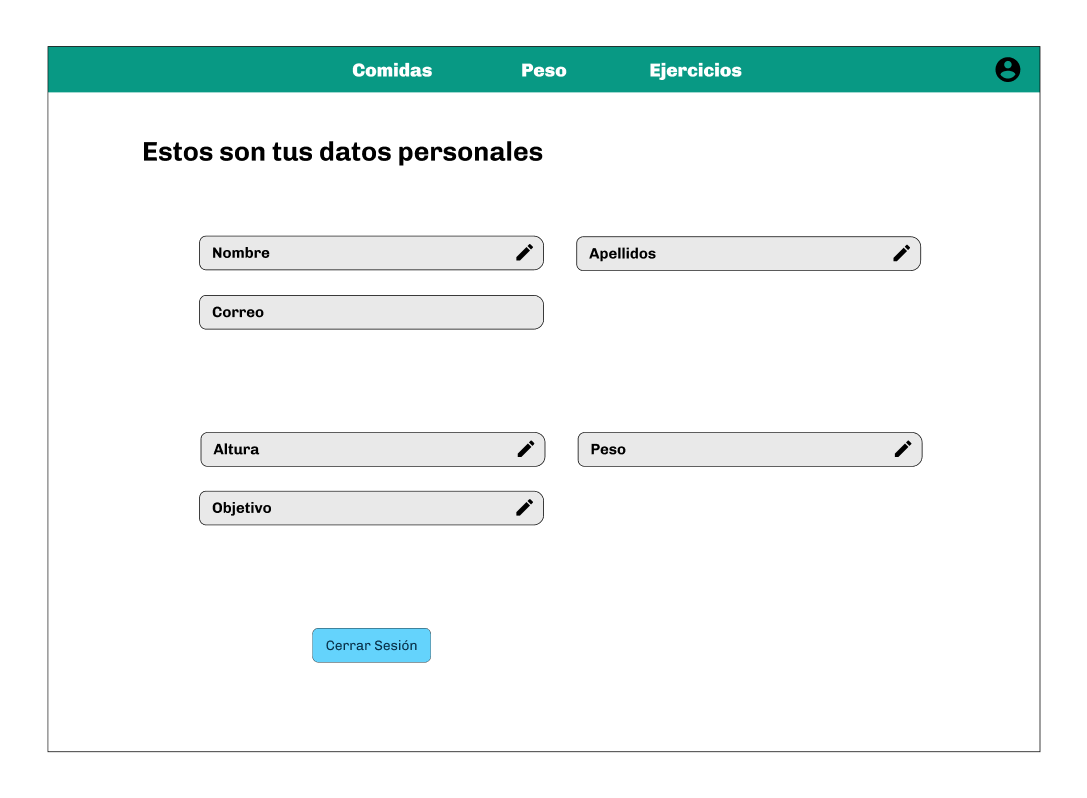 Comidas Peso Ejercicios
Estos son tus datos personales
Nombre Apellidos
Correo
Altura Peso
Objetivo
Cerrar Sesión